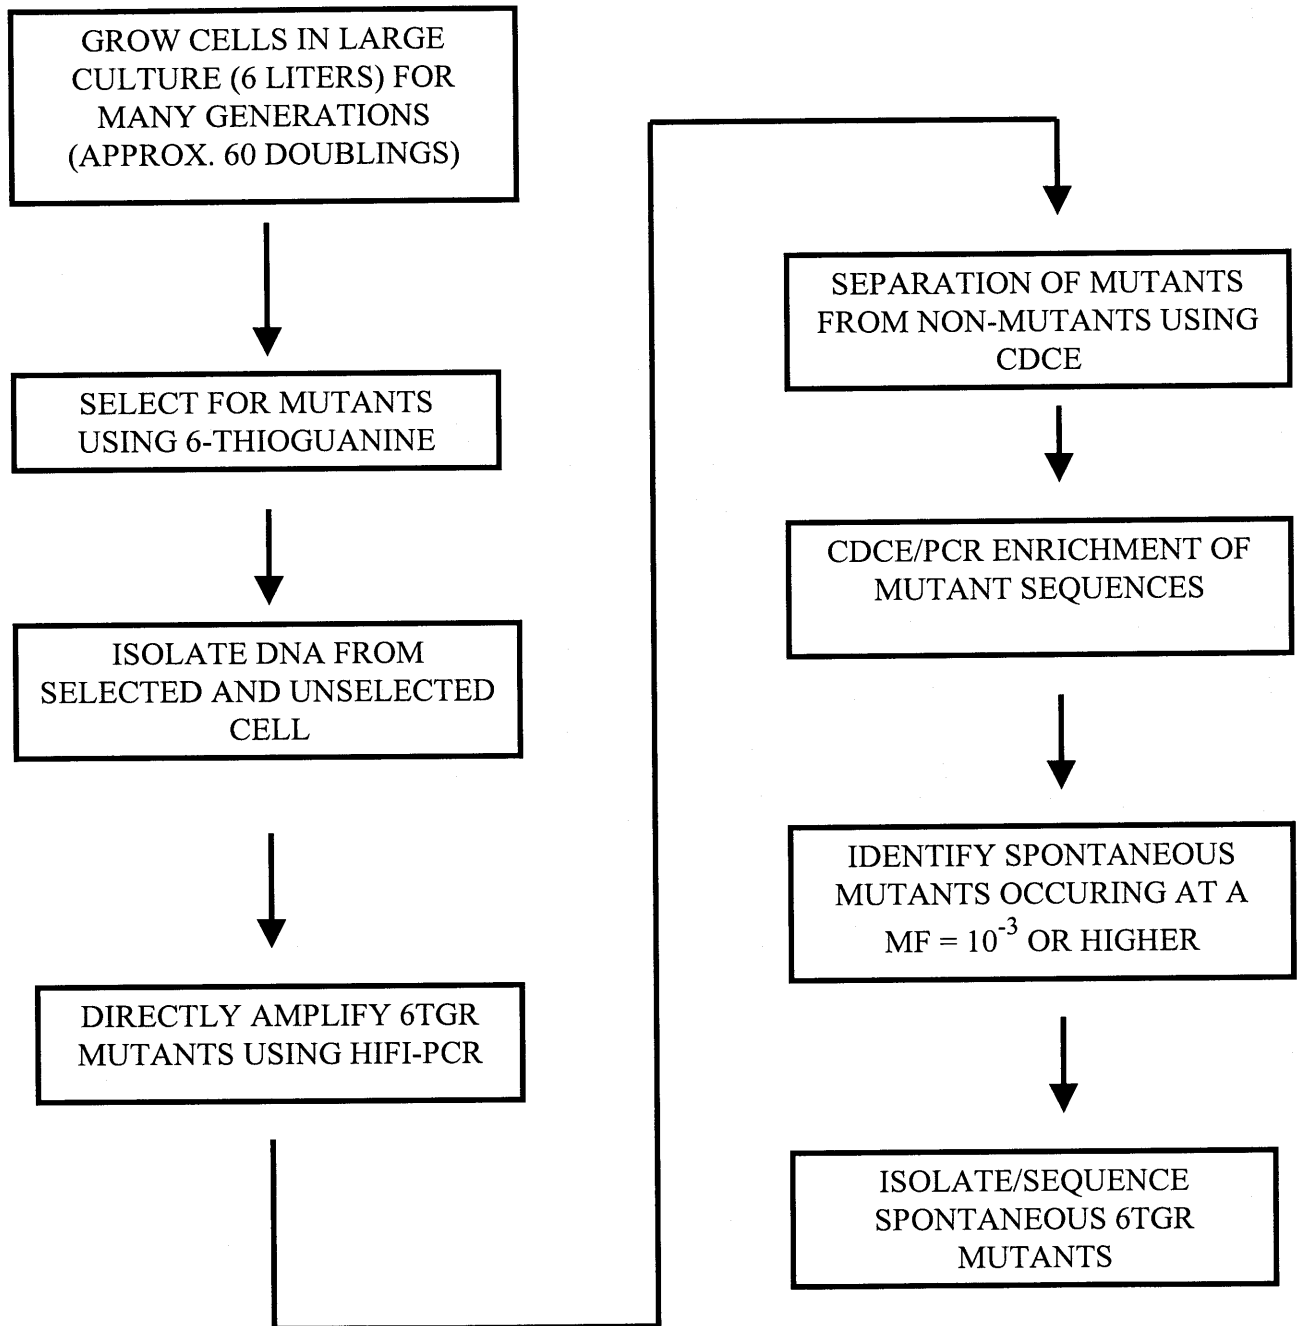 GROW CELLS IN LARGE
CULTURE (6 LITERS) FOR
MANY GENERATIONS
(APPROX. 60 DOUBLINGS)
SELECT FOR MUTANTS
USING 6-THIOGUANINE
ISOLATE DNA FROM
SELECTED AND UNSELECTED
CELL
DIRECTLY AMPLIFY 6TGR
MUTANTS USING HIFI-PCR
SEPARATION OF MUTANTS
FROM NON-MUTANTS USING
CDCE
CDCE/PCR ENRICHMENT OF
MUTANT SEQUENCES
IDENTIFY SPONTANEOUS
MUTANTS OCCURING AT A
MF = 10⁻³ OR HIGHER
ISOLATE/SEQUENCE
SPONTANEOUS 6TGR
MUTANTS